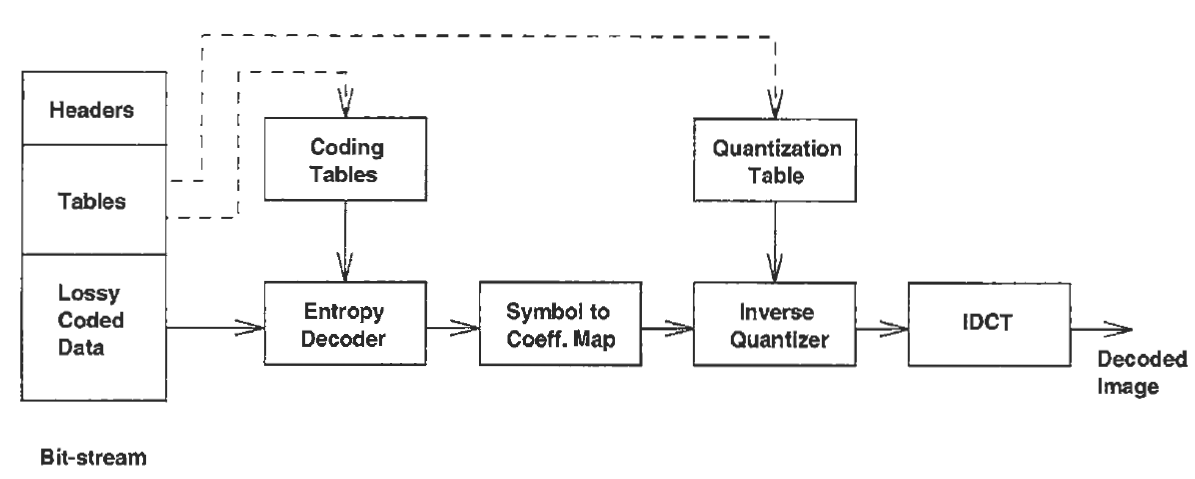 Headers
Tables
Lossy
Coded
Data
Bit-stream
Coding
Tables
Entropy
Decoder
Symbol to
Coeff. Map
Quantization
Table
Inverse
Quantizer
IDCT
Decoded
Image